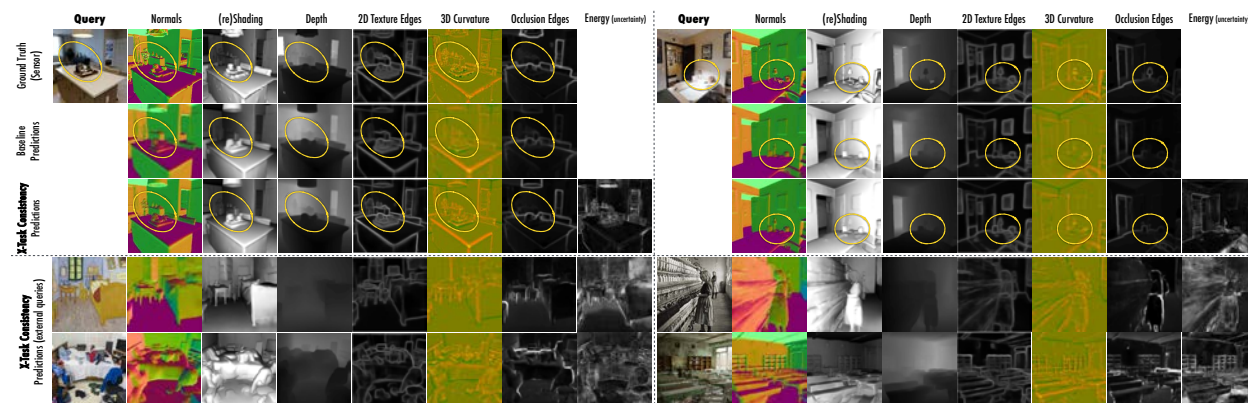 Query Normals (re)Shading Depth 2D Texture Edges 3D Curvature Occlusion Edges Energy (uncertainty)
Query Normals (re)Shading Depth 2D Texture Edges 3D Curvature Occlusion Edges Energy (uncertainty
Ground Truth
(Sensor)
Baseline
Predictions
X-Task Consistency
Predictions
X-Task Consistency
Predictions (external queries)